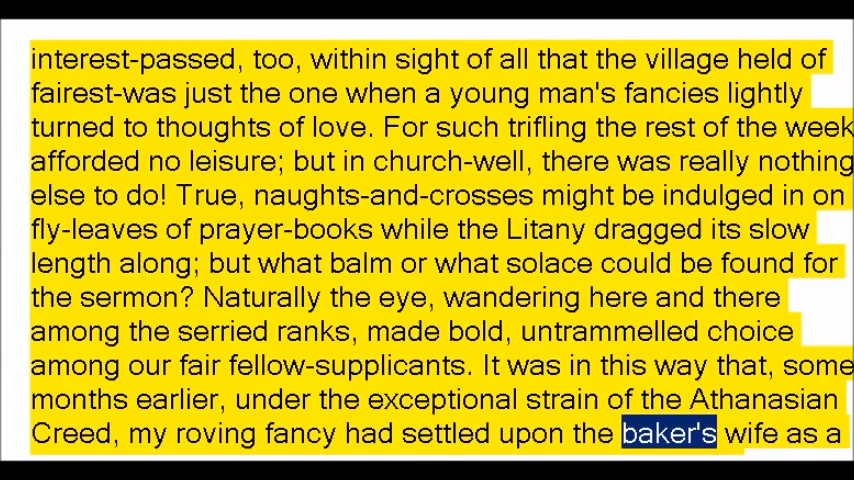 interest-passed, too, within sight of all that the village held of
fairest-was just the one when a young man's fancies lightly
turned to thoughts of love. For such trifling the rest of the week
afforded no leisure; but in church-well, there was really nothing
else to do! True, naughts-and-crosses might be indulged in on
fly-leaves of prayer-books while the Litany dragged its slow
length along; but what balm or what solace could be found for
the sermon? Naturally the eye, wandering here and there
among the serried ranks, made bold, untrammelled choice
among our fair fellow-supplicants. It was in this way that, some
months earlier, under the exceptional strain of the Athanasian
Creed, my roving fancy had settled upon the baker's wife as a